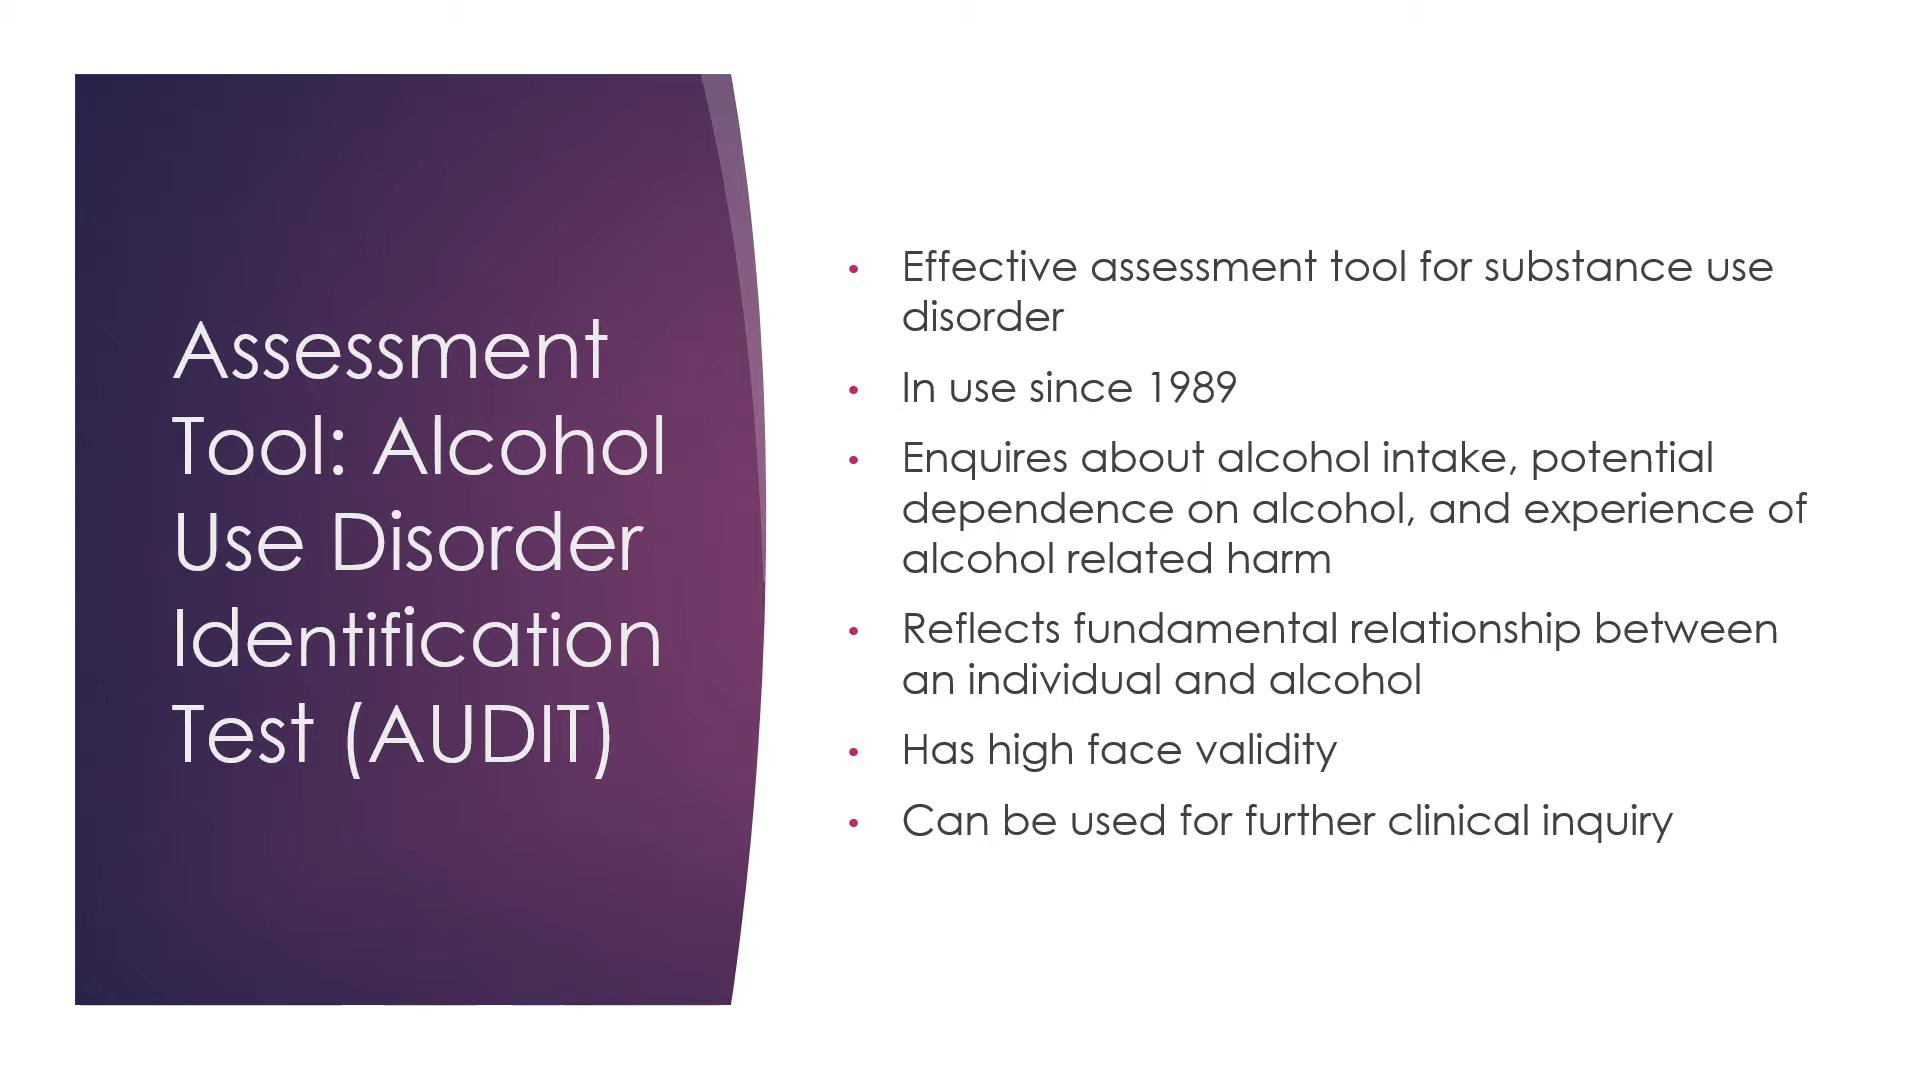 Assessment
Tool: Alcohol
Use Disorder
Identification
Test (AUDIT)
• Effective assessment tool for substance use
disorder
• In use since 1989
• Enquires about alcohol intake, potential
dependence on alcohol, and experience of
alcohol related harm
• Reflects fundamental relationship between
an individual and alcohol
• Has high face validity
• Can be used for further clinical inquiry